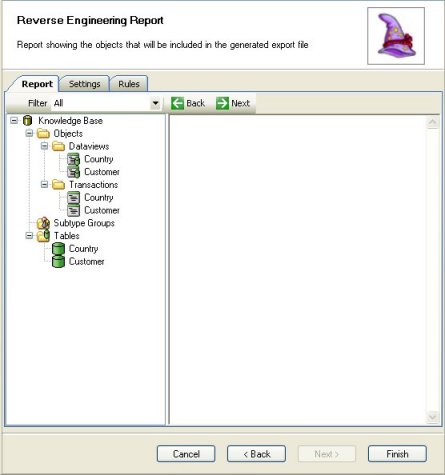 Reverse Engineering Report
Report showing the objects that will be included in the generated export file
Report Settings Rules
Filter All Back Next
Knowledge Base
Objects
Dataviews
Country
Customer
Transactions
Country
Customer
Subtype Groups
Tables
Country
Customer
Cancel < Back Next > Finish